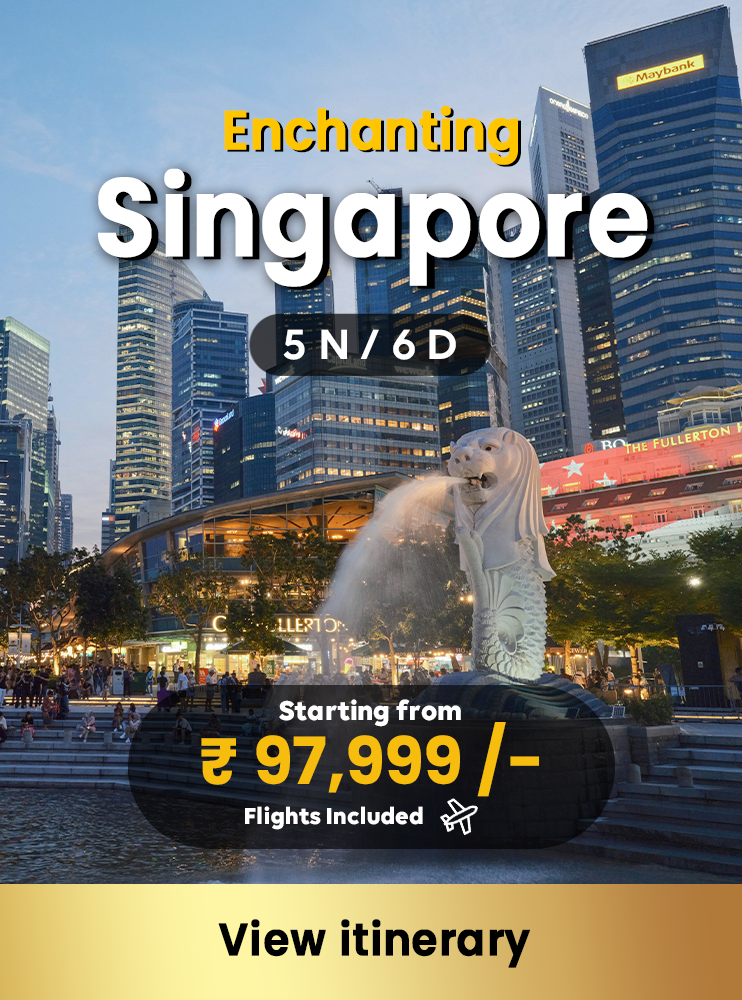 Maybank
Enchanting
Singapore
5 N / 6 D
THE FULLERTON
Starting from
₹ 97,999 /-
Flights Included
View itinerary